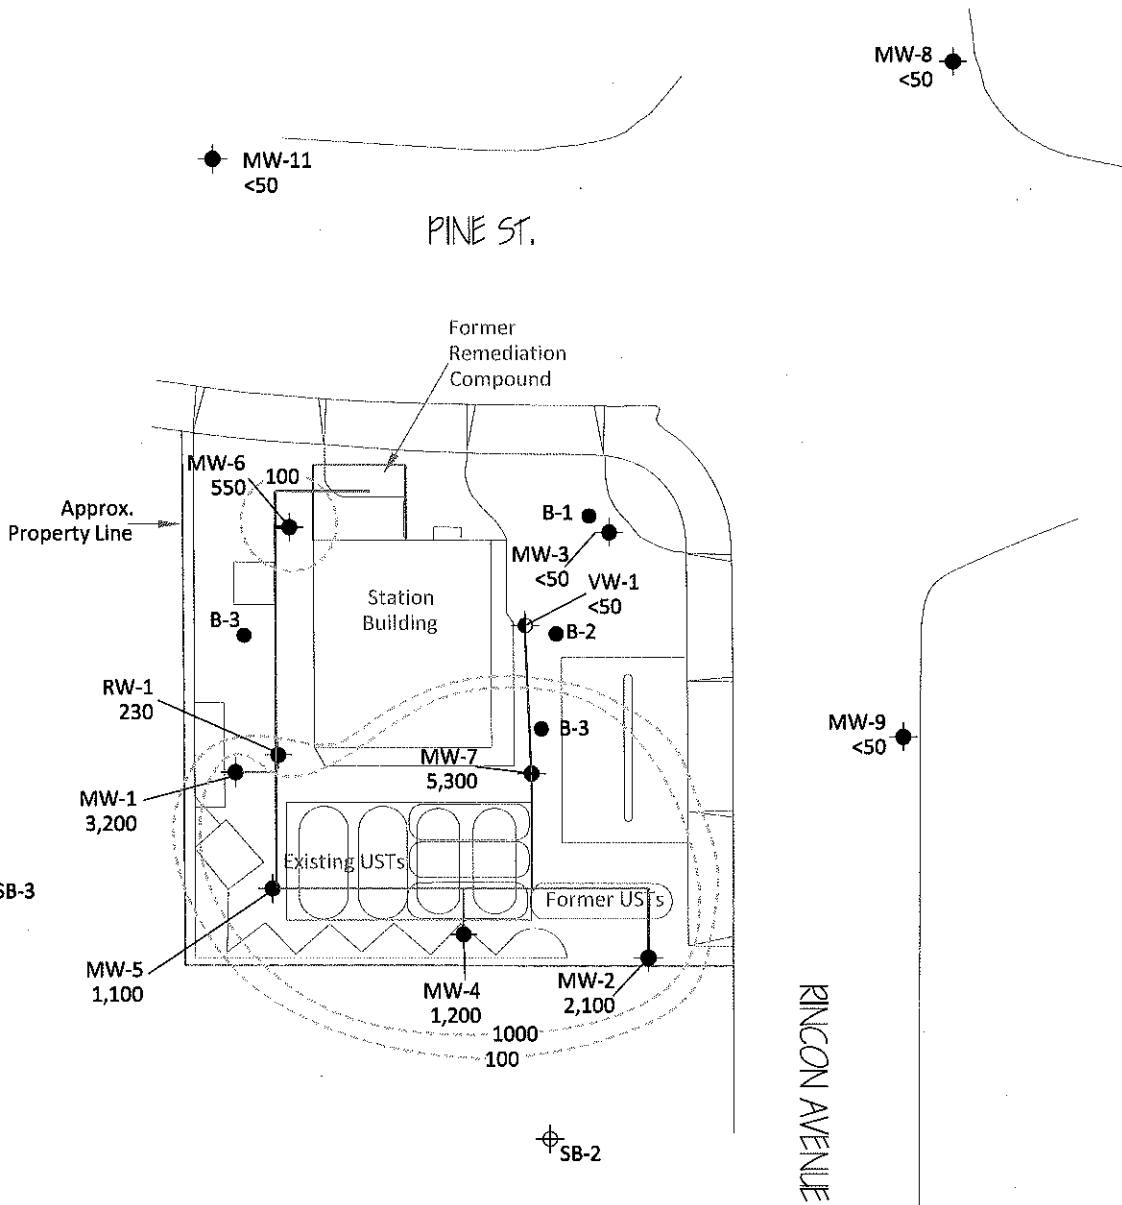 MW-8
<50
MW-11
<50
PINE ST.
Former
Remediation
Compound
MW-6
550
100
Approx.
Property Line
B-1
MW-3
<50
VW-1
<50
Station
Building
B-3
B-2
RW-1
230
B-3
MW-9
<50
MW-7
5,300
MW-1
3,200
Existing USTs
SB-3
Former USTs
MW-5
1,100
MW-4
1,200
MW-2
2,100
1000
100
RINCON AVENUE
SB-2